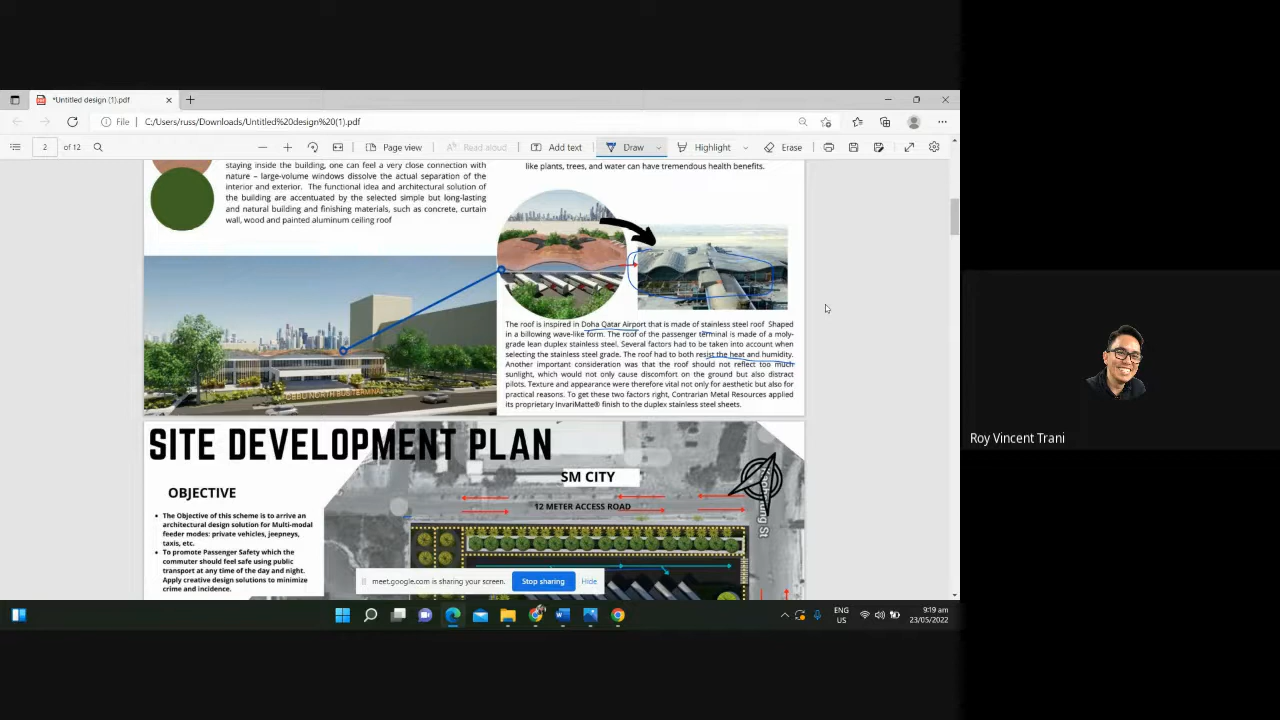 *Untitled design (1).pdf
File
C:/Users/russ/Downloads/Untitled%20design%20(1).pdf
2
of 12
Page view
Read aloud
Add text
Draw
Highlight
Erase
staying inside the building, one can feel a very close connection with
nature – large-volume windows dissolve the actual separation of the
interior and exterior. The functional idea and architectural solution of
the building are accentuated by the selected simple but long-lasting
and natural building and finishing materials, such as concrete, curtain
wall, wood and painted aluminum ceiling roof
like plants, trees, and water can have tremendous health benefits.
CEBU NORTH BUS TERMINAL
The roof is inspired in Doha Qatar Airport that is made of stainless steel roof Shaped
in a billowing wave-like form. The roof of the passenger terminal is made of a moly-
grade lean duplex stainless steel. Several factors had to be taken into account when
selecting the stainless steel grade. The roof had to both resist the heat and humidity.
Another important consideration was that the roof should not reflect too much
sunlight, which would not only cause discomfort on the ground but also distract
pilots. Texture and appearance were therefore vital not only for aesthetic but also for
practical reasons. To get these two factors right, Contrarian Metal Resources applied
its proprietary InvariMatte® finish to the duplex stainless steel sheets.
SITE DEVELOPMENT PLAN
OBJECTIVE
The Objective of this scheme is to arrive an
architectural design solution for Multi-modal
feeder modes: private vehicles, jeepneys,
taxis, etc.
To promote Passenger Safety which the
commuter should feel safe using public
transport at any time of the day and night.
Apply creative design solutions to minimize
crime and incidence.
SM CITY
12 METER ACCESS ROAD
meet.google.com is sharing your screen.
Stop sharing
Hide
ENG
US
9:19 am
23/05/2022
Roy Vincent Trani